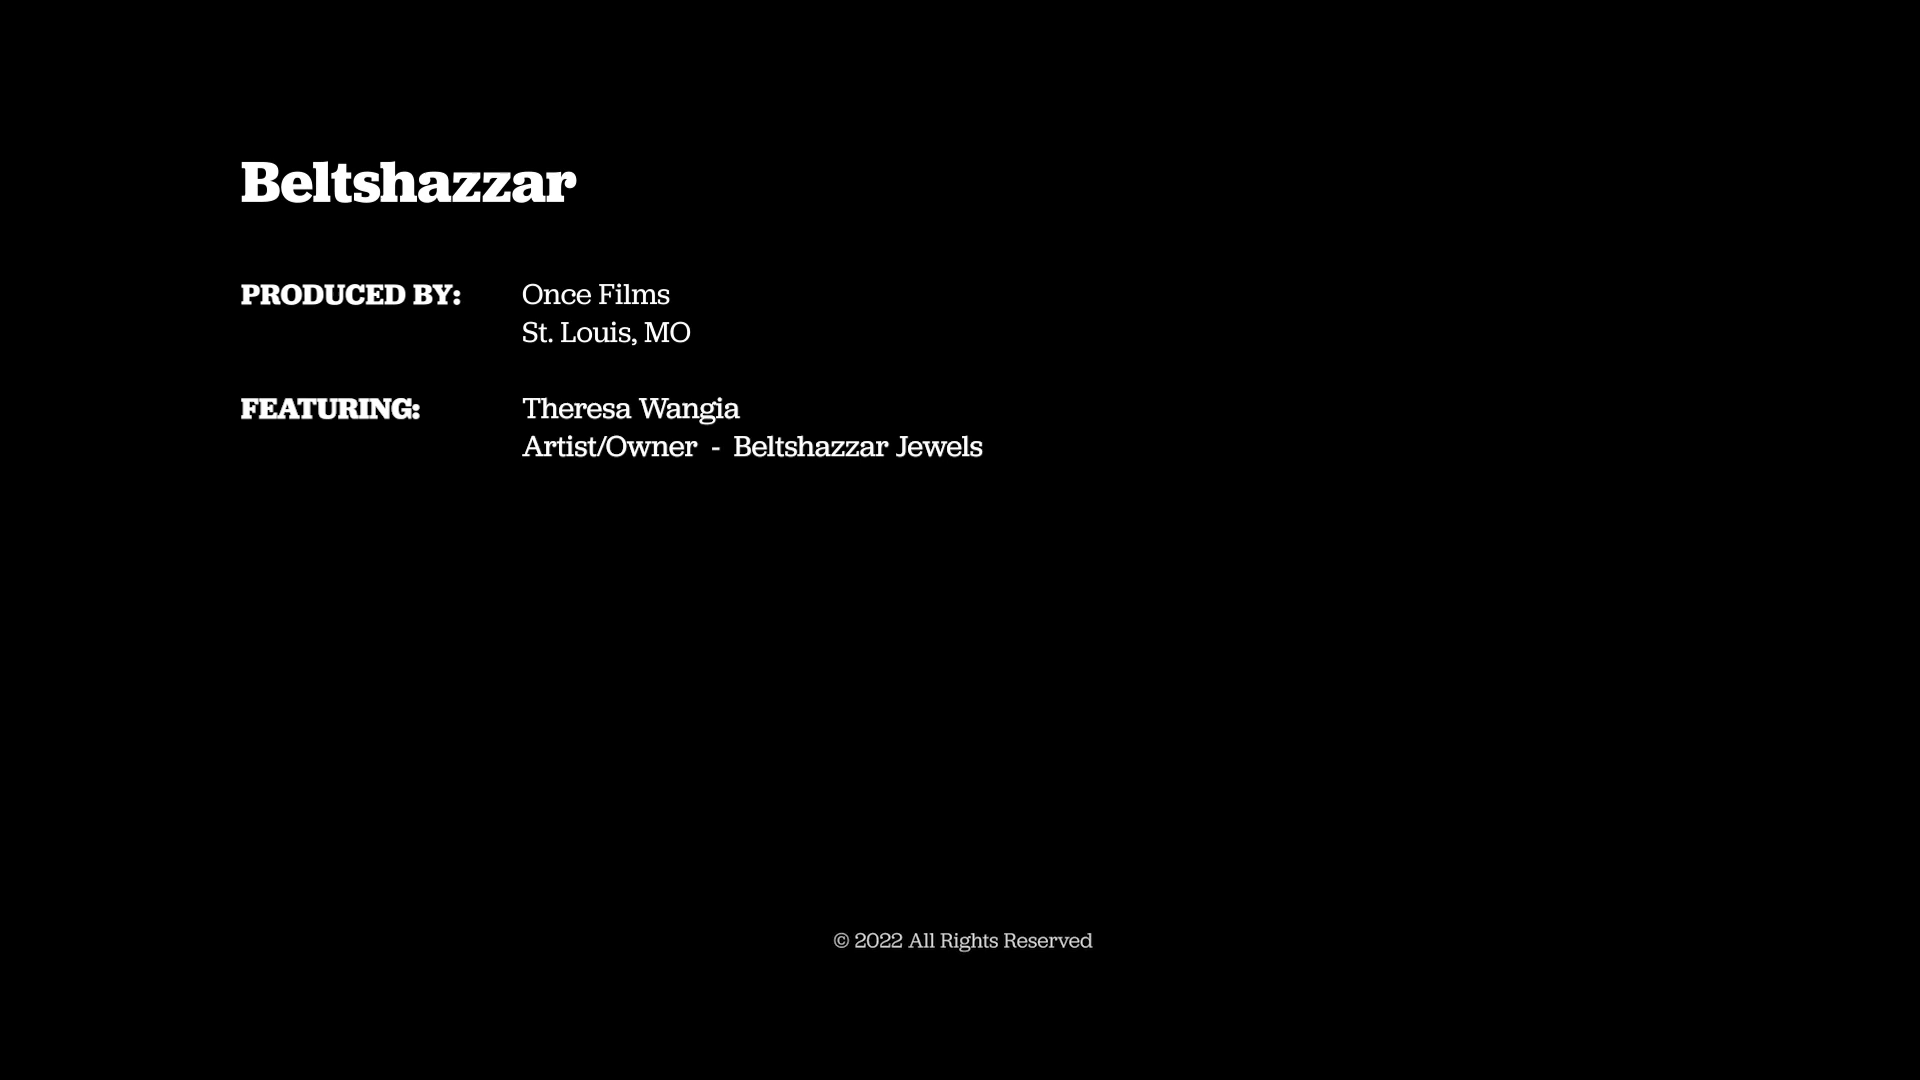 Beltshazzar
PRODUCED BY: Once Films
St. Louis, MO
FEATURING: Theresa Wangia
Artist/Owner - Beltshazzar Jewels
© 2022 All Rights Reserved